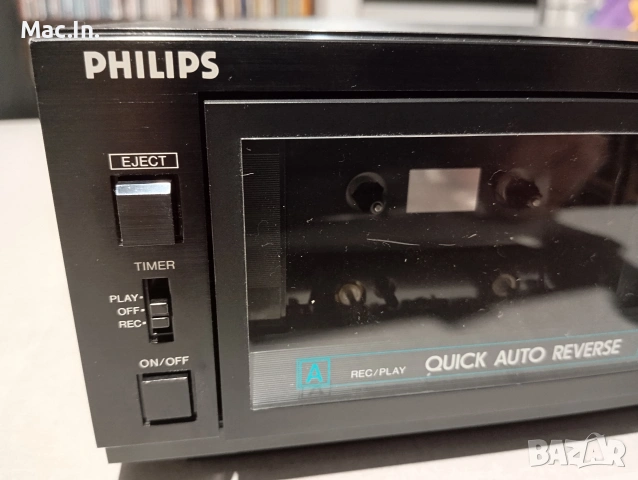 Mac.In.
PHILIPS
EJECT
TIMER
PLAY-
OFF-
REC-
ON/OFF
A REC/PLAY QUICK AUTO REVERSE
BAZAR